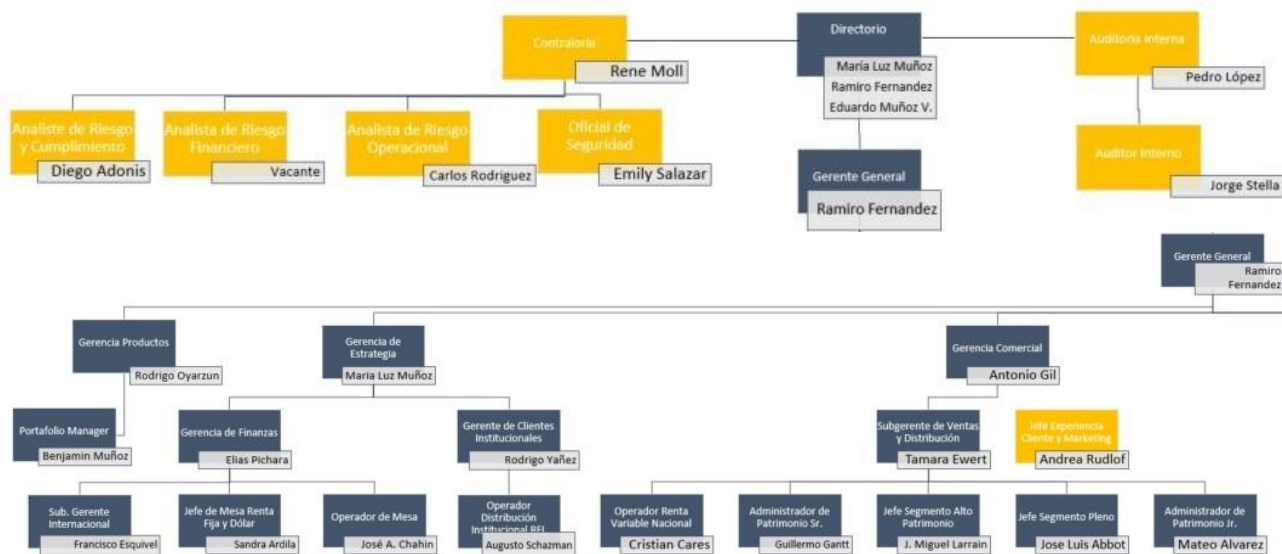 Contraloria
Rene Moll
Directorio
María Luz Muñoz
Ramiro Fernandez
Eduardo Muñoz V.
Auditoria Interna
Pedro López
Analiste de Riesgo
y Cumplimiento
Diego Adonis
Analista de Riesgo
Financiero
Vacante
Analista de Riesgo
Operacional
Carlos Rodriguez
Oficial de
Seguridad
Emily Salazar
Gerente General
Ramiro Fernandez
Auditor Interno
Jorge Stella
Gerente General
Ramiro
Fernandez
Gerencia Productos
Rodrigo Oyarzun
Gerencia de
Estrategia
Maria Luz Muñoz
Gerencia Comercial
Antonio Gil
Portafolio Manager
Benjamin Muñoz
Gerencia de Finanzas
Elias Pichara
Gerente de Clientes
Institucionales
Rodrigo Yañez
Subgerente de Ventas
y Distribución
Tamara Ewert
Jefe Experiencia
Cliente y Marketing
Andrea Rudlof
Sub. Gerente
Internacional
Francisco Esquivel
Jefe de Mesa Renta
Fija y Dólar
Sandra Ardila
Operador de Mesa
José A. Chahin
Operador
Distribución
Institucional RFI
Augusto Schazman
Operador Renta
Variable Nacional
Cristian Cares
Administrador de
Patrimonio Sr.
Guillermo Gantt
Jefe Segmento Alto
Patrimonio
J. Miguel Larrain
Jefe Segmento Pleno
Jose Luis Abbot
Administrador de
Patrimonio Jr.
Mateo Alvarez